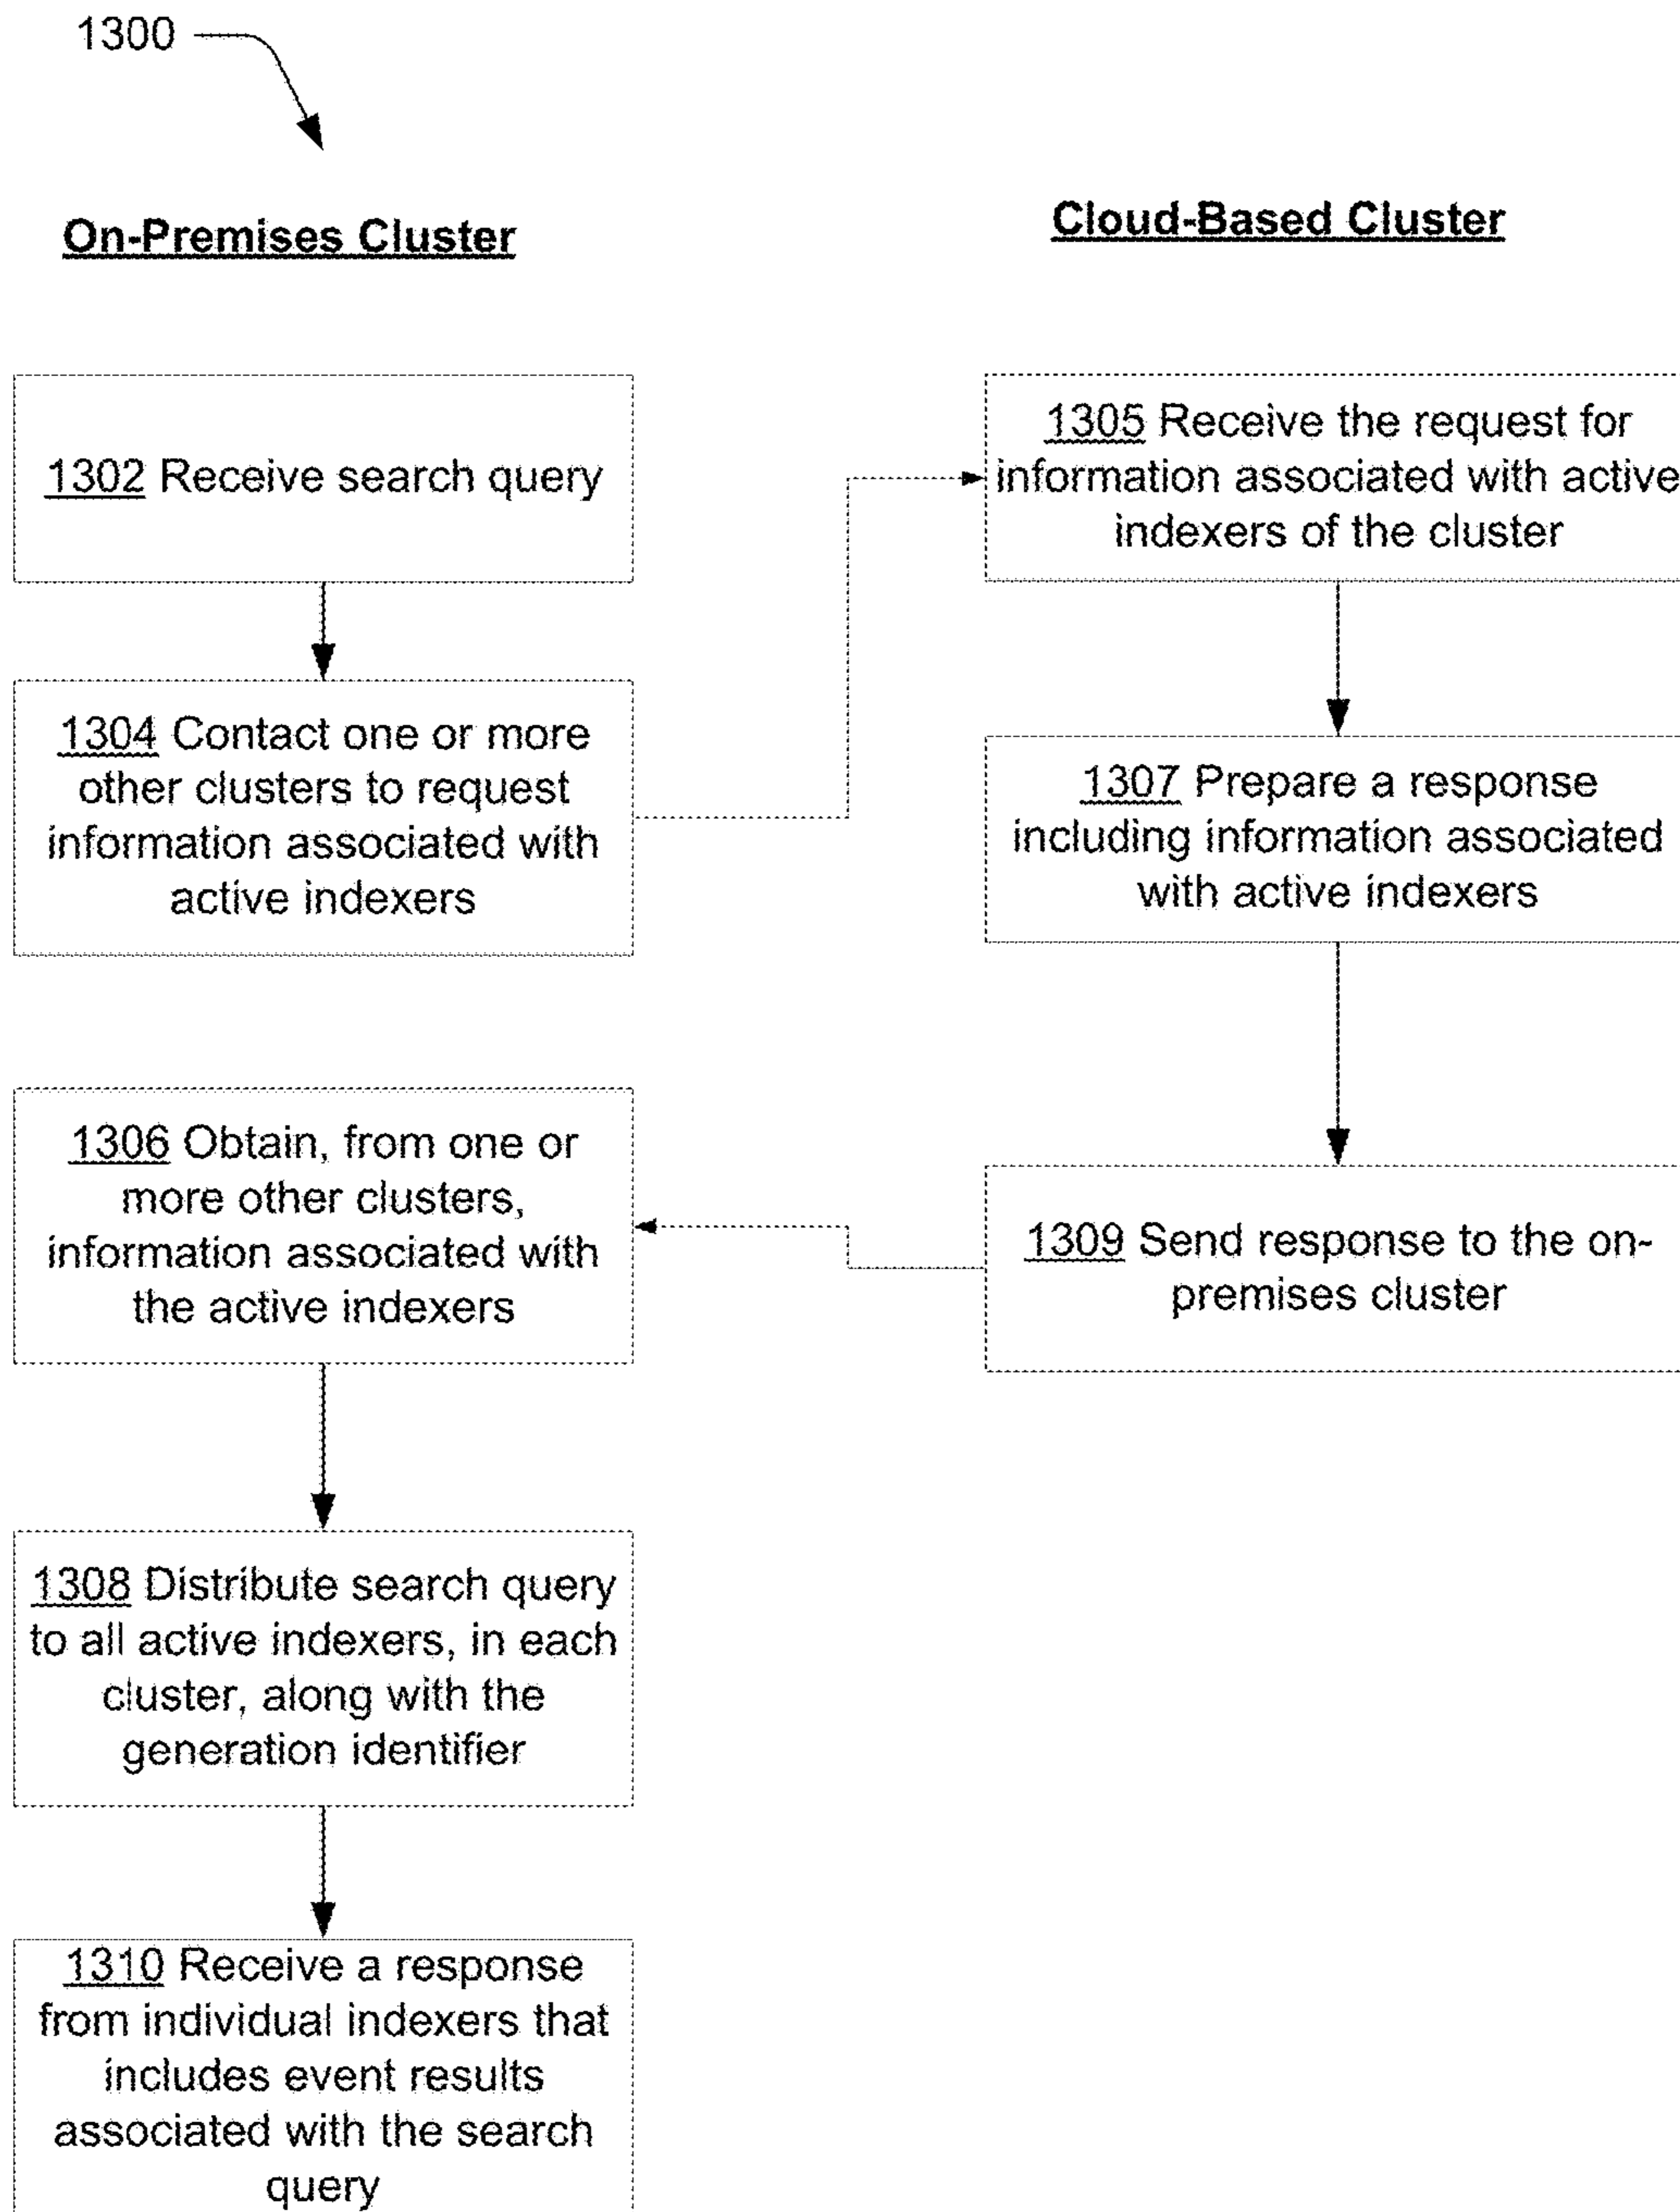 1300
On-Premises Cluster
Cloud-Based Cluster
1302 Receive search query
1304 Contact one or more
other clusters to request
information associated with
active indexers
1305 Receive the request for
information associated with active
indexers of the cluster
1307 Prepare a response
including information associated
with active indexers
1309 Send response to the on-
premises cluster
1306 Obtain, from one or
more other clusters,
information associated with
the active indexers
1308 Distribute search query
to all active indexers, in each
cluster, along with the
generation identifier
1310 Receive a response
from individual indexers that
includes event results
associated with the search
query